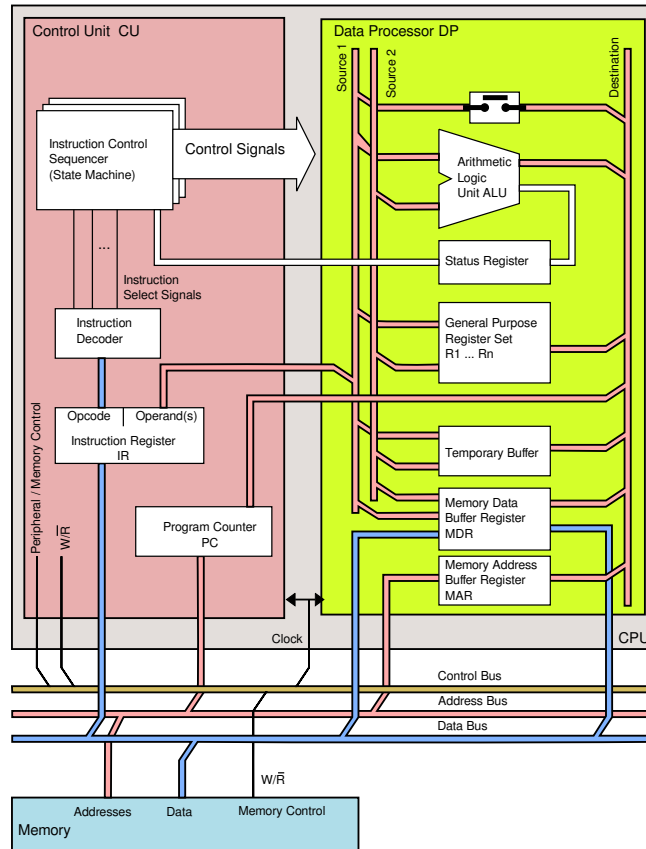 Control Unit  CU
Data Processor DP
Source 1
Source 2
Destination
Instruction Control
Sequencer
(State Machine)
Control Signals
Arithmetic
Logic
Unit ALU
...
Status Register
Instruction
Select Signals
Instruction
Decoder
General Purpose
Register Set
R1 ... Rn
Opcode
Operand(s)
Instruction Register
IR
Temporary Buffer
Peripheral / Memory Control
W̅/R
Program Counter
PC
Memory Data
Buffer Register
MDR
Memory Address
Buffer Register
MAR
Clock
CPU
Control Bus
Address Bus
Data Bus
W/R̅
Addresses
Data
Memory Control
Memory